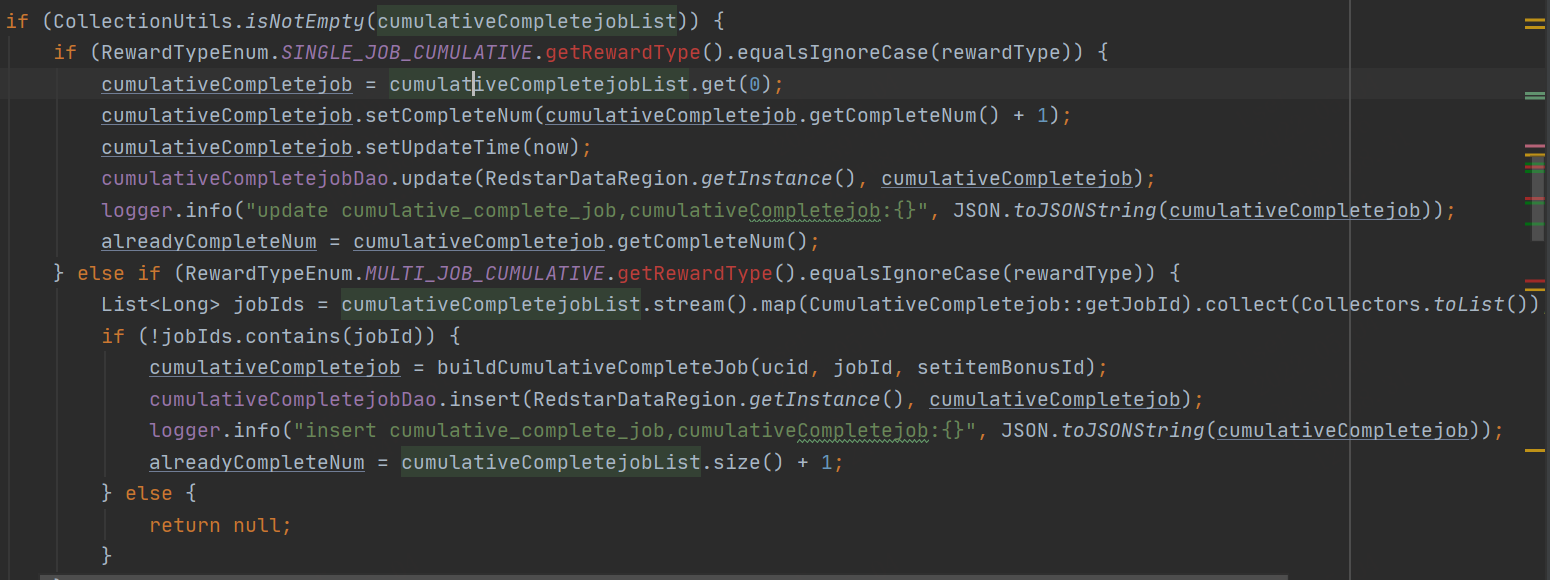 if (CollectionUtils.isNotEmpty(cumulativeCompletejobList)) {
if (RewardTypeEnum.SINGLE_JOB_CUMULATIVE.getRewardType().equalsIgnoreCase(rewardType)) {
cumulativeCompletejob = cumulativeCompletejobList.get(0);
cumulativeCompletejob.setCompleteNum(cumulativeCompletejob.getCompleteNum() + 1);
cumulativeCompletejob.setUpdateTime(now);
cumulativeCompletejobDao.update(RedstarDataRegion.getInstance(), cumulativeCompletejob);
logger.info("update cumulative_complete_job,cumulativeCompletejob:{}", JSON.toJSONString(cumulativeCompletejob));
alreadyCompleteNum = cumulativeCompletejob.getCompleteNum();
} else if (RewardTypeEnum.MULTI_JOB_CUMULATIVE.getRewardType().equalsIgnoreCase(rewardType)) {
List<Long> jobIds = cumulativeCompletejobList.stream().map(CumulativeCompletejob::getJobId).collect(Collectors.toList())
if (!jobIds.contains(jobId)) {
cumulativeCompletejob = buildCumulativeCompleteJob(ucid, jobId, setitemBonusId);
cumulativeCompletejobDao.insert(RedstarDataRegion.getInstance(), cumulativeCompletejob);
logger.info("insert cumulative_complete_job,cumulativeCompletejob:{}", JSON.toJSONString(cumulativeCompletejob));
alreadyCompleteNum = cumulativeCompletejobList.size() + 1;
} else {
return null;
}